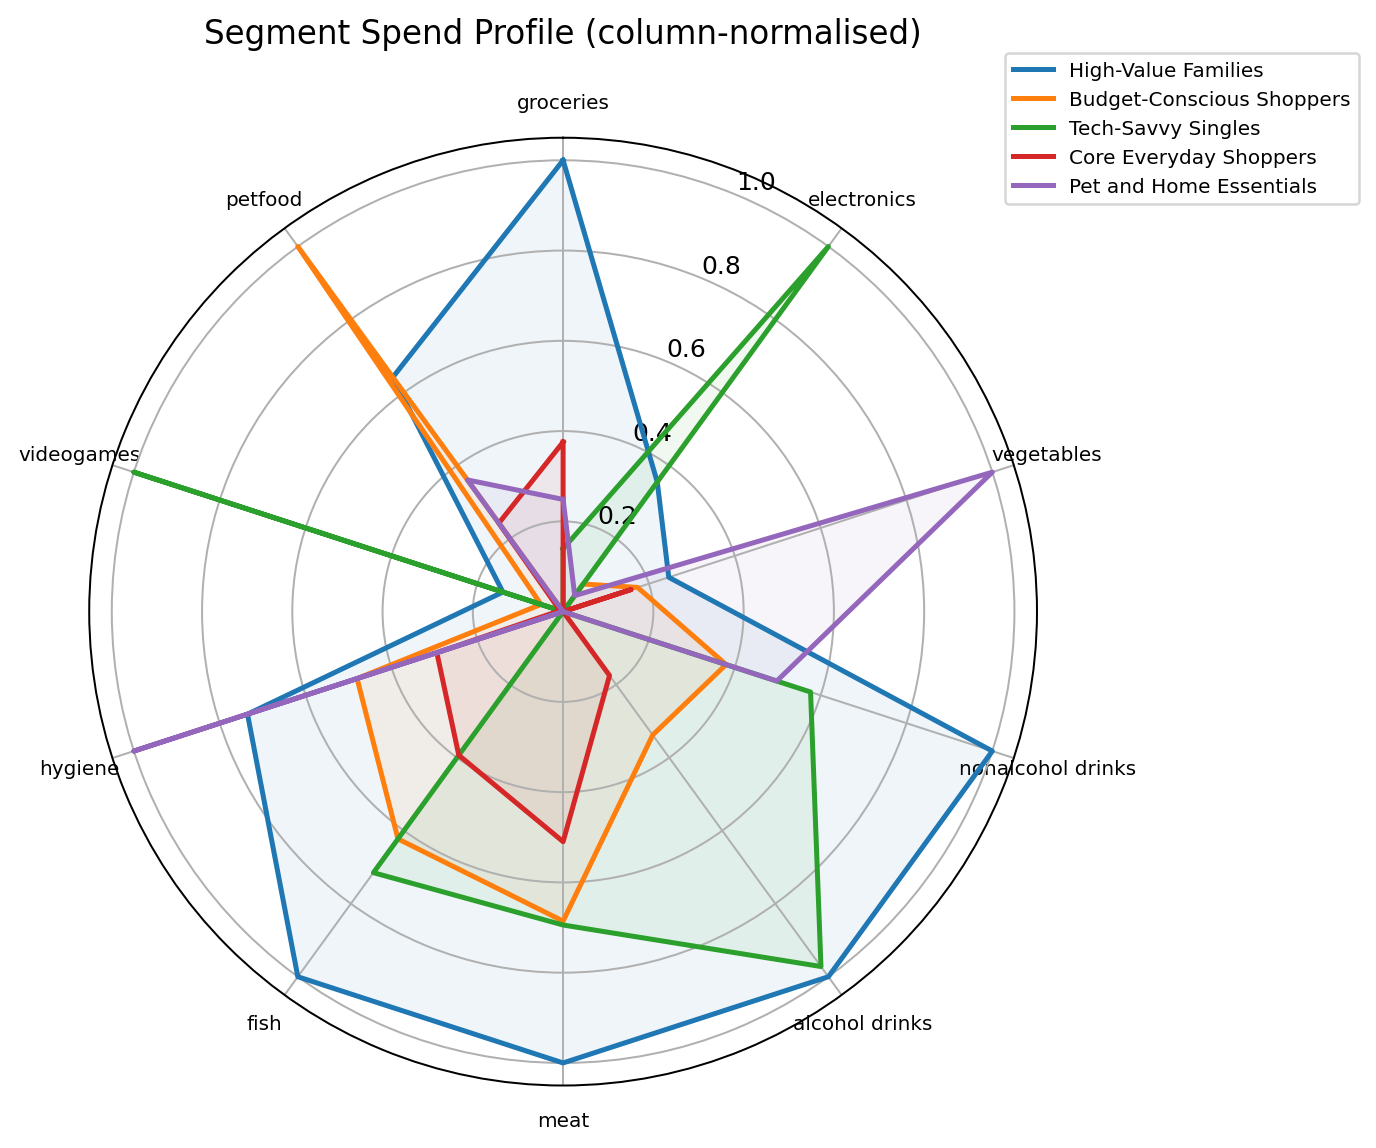 Segment Spend Profile (column-normalised)
High-Value Families
Budget-Conscious Shoppers
Tech-Savvy Singles
Core Everyday Shoppers
Pet and Home Essentials
groceries
electronics
vegetables
nonalcohol drinks
alcohol drinks
meat
fish
hygiene
videogames
petfood
1.0
0.8
0.6
0.4
0.2